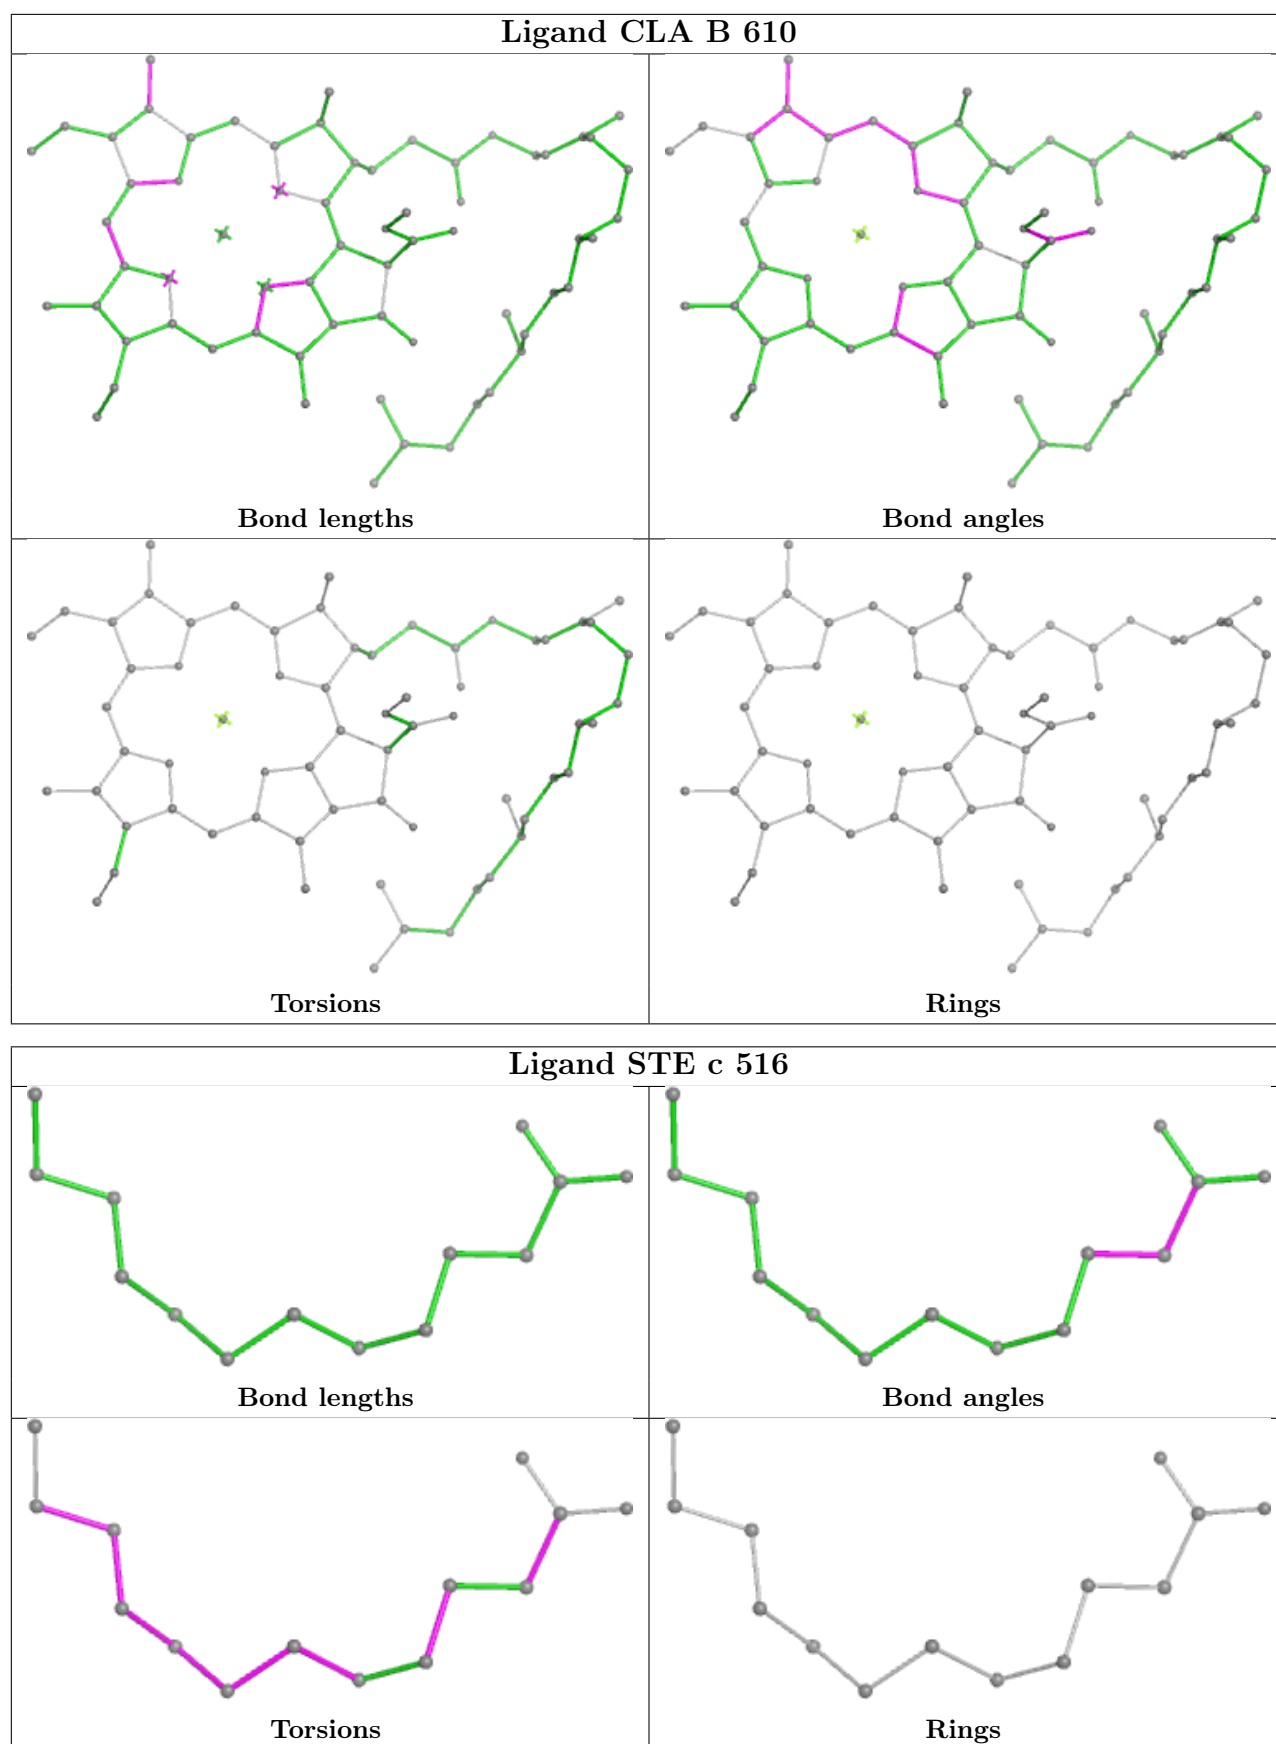 Ligand CLA B 610
Bond lengths
Bond angles
Torsions
Rings
Ligand STE c 516
Bond lengths
Bond angles
Torsions
Rings